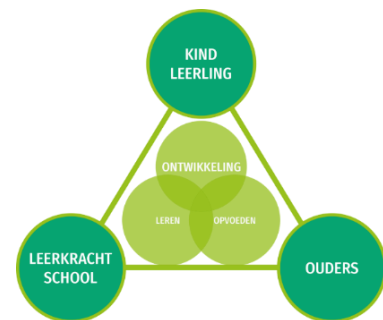 KIND
LEERLING
ONTWIKKELING
LEREN
OPVOEDEN
LEERKRACHT
SCHOOL
OUDERS